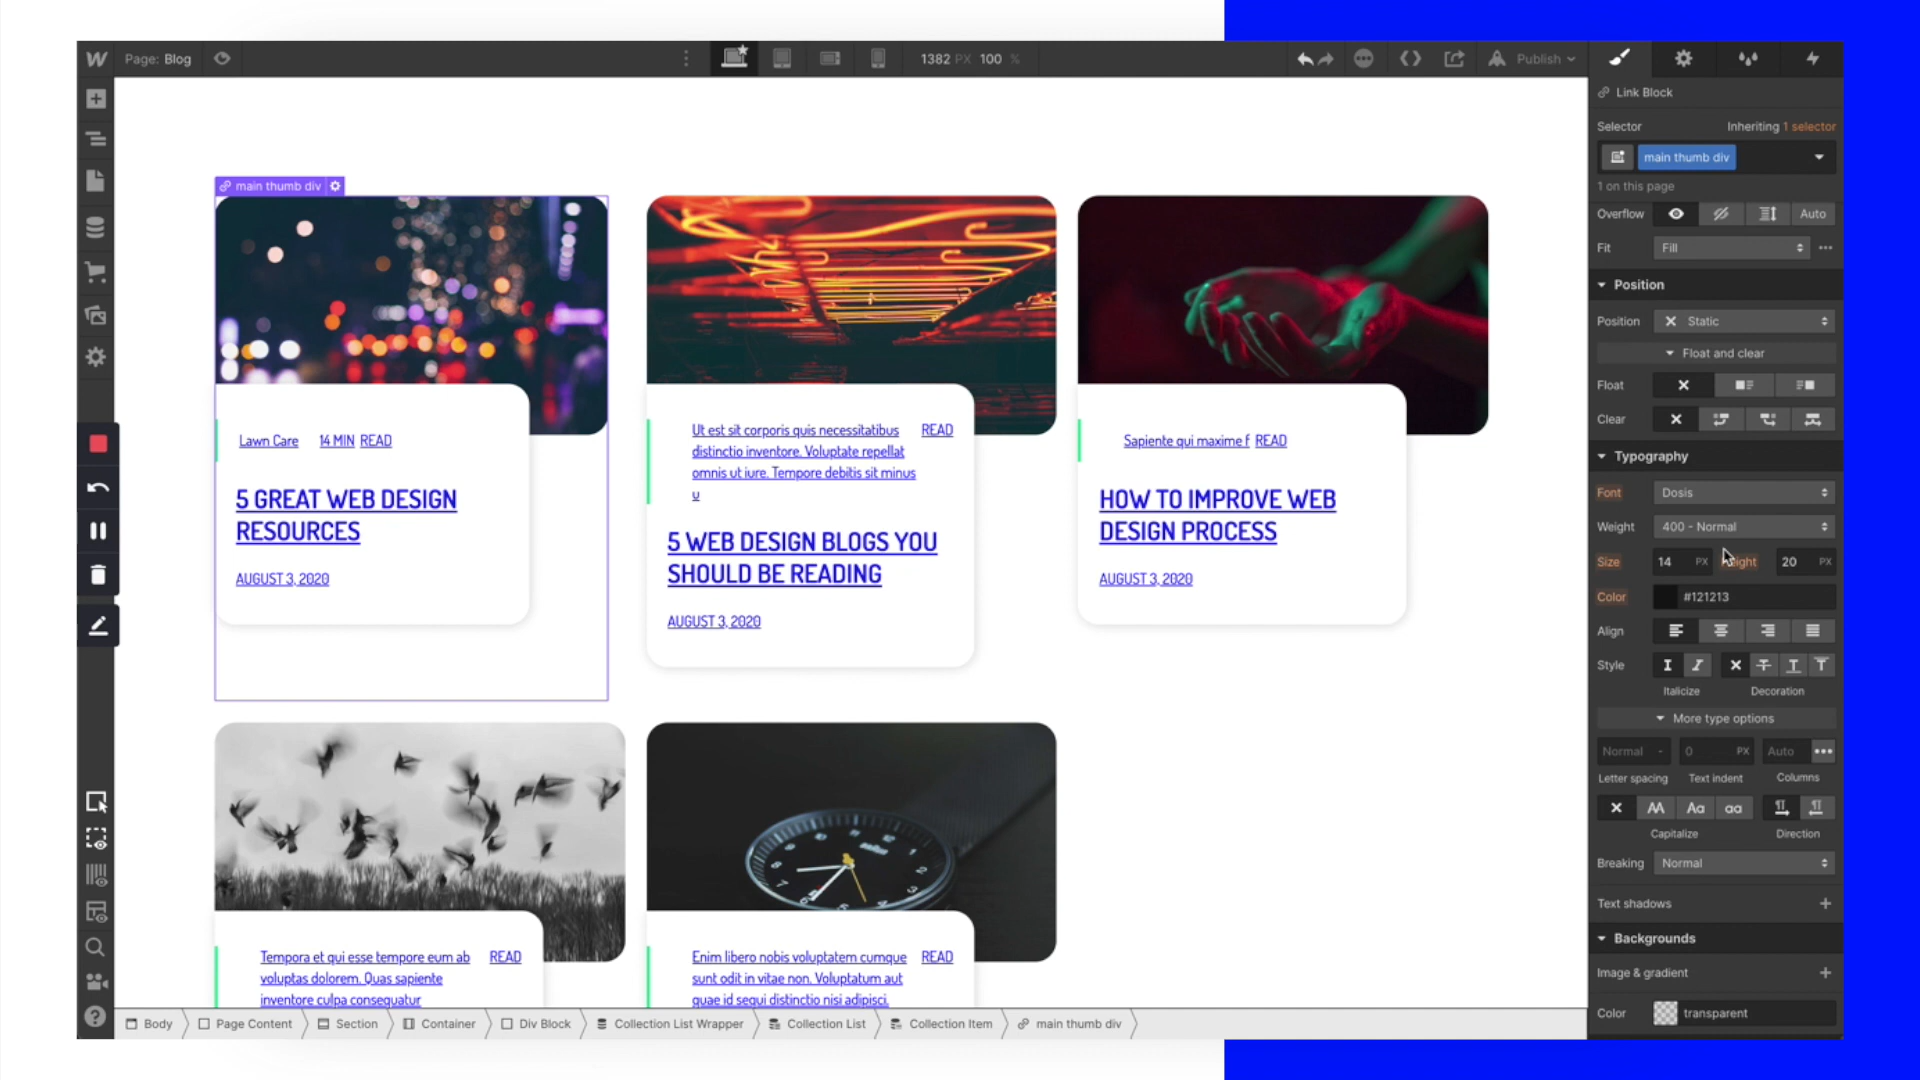 Page: Blog
1382 PX 100 %
Publish
Link Block
Selector
Inheriting 1 selector
main thumb div
1 on this page
Overflow
Auto
Fit
Fill
Position
Position
Static
Float and clear
Float
Clear
Typography
Font
Dosis
Weight
400 - Normal
Size
14 PX
20 PX
Color
#121213
Align
Style
Italicize
Decoration
More type options
Normal -
0 PX
Auto
Letter spacing
Text indent
Columns
AA
Aa
aa
Capitalize
Direction
Breaking
Normal
Text shadows
Backgrounds
Image & gradient
Color
transparent
main thumb div
Lawn Care 14 MIN READ
5 GREAT WEB DESIGN
RESOURCES
AUGUST 3, 2020
Ut est sit corporis quis necessitatibus READ
distinctio inventore. Voluptate repellat
omnis ut iure. Tempore debitis sit minus
u
5 WEB DESIGN BLOGS YOU
SHOULD BE READING
AUGUST 3, 2020
Sapiente qui maxime f READ
HOW TO IMPROVE WEB
DESIGN PROCESS
AUGUST 3, 2020
Tempora et qui esse tempore eum ab READ
voluptas dolorem. Quas sapiente
inventore culpa consequatur
Enim libero nobis voluptatem cumque READ
sunt odit in vitae non. Voluptatum aut
quae id sequi distinctio nisi adipisci.
Body
Page Content
Section
Container
Div Block
Collection List Wrapper
Collection List
Collection Item
main thumb div